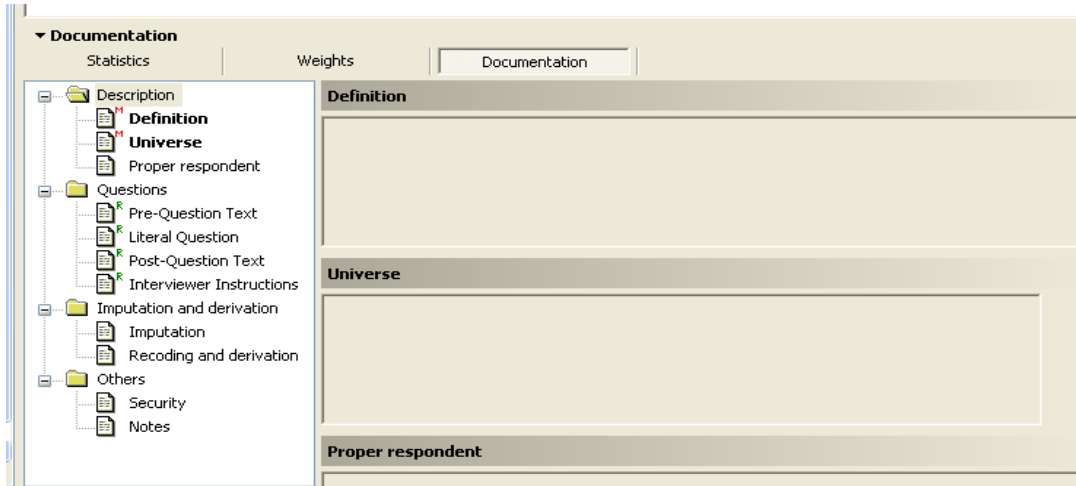 Documentation
Statistics Weights Documentation
Description
M Definition
M Universe
Proper respondent
Questions
R Pre-Question Text
R Literal Question
R Post-Question Text
R Interviewer Instructions
Imputation and derivation
Imputation
Recoding and derivation
Others
Security
Notes
Definition
Universe
Proper respondent